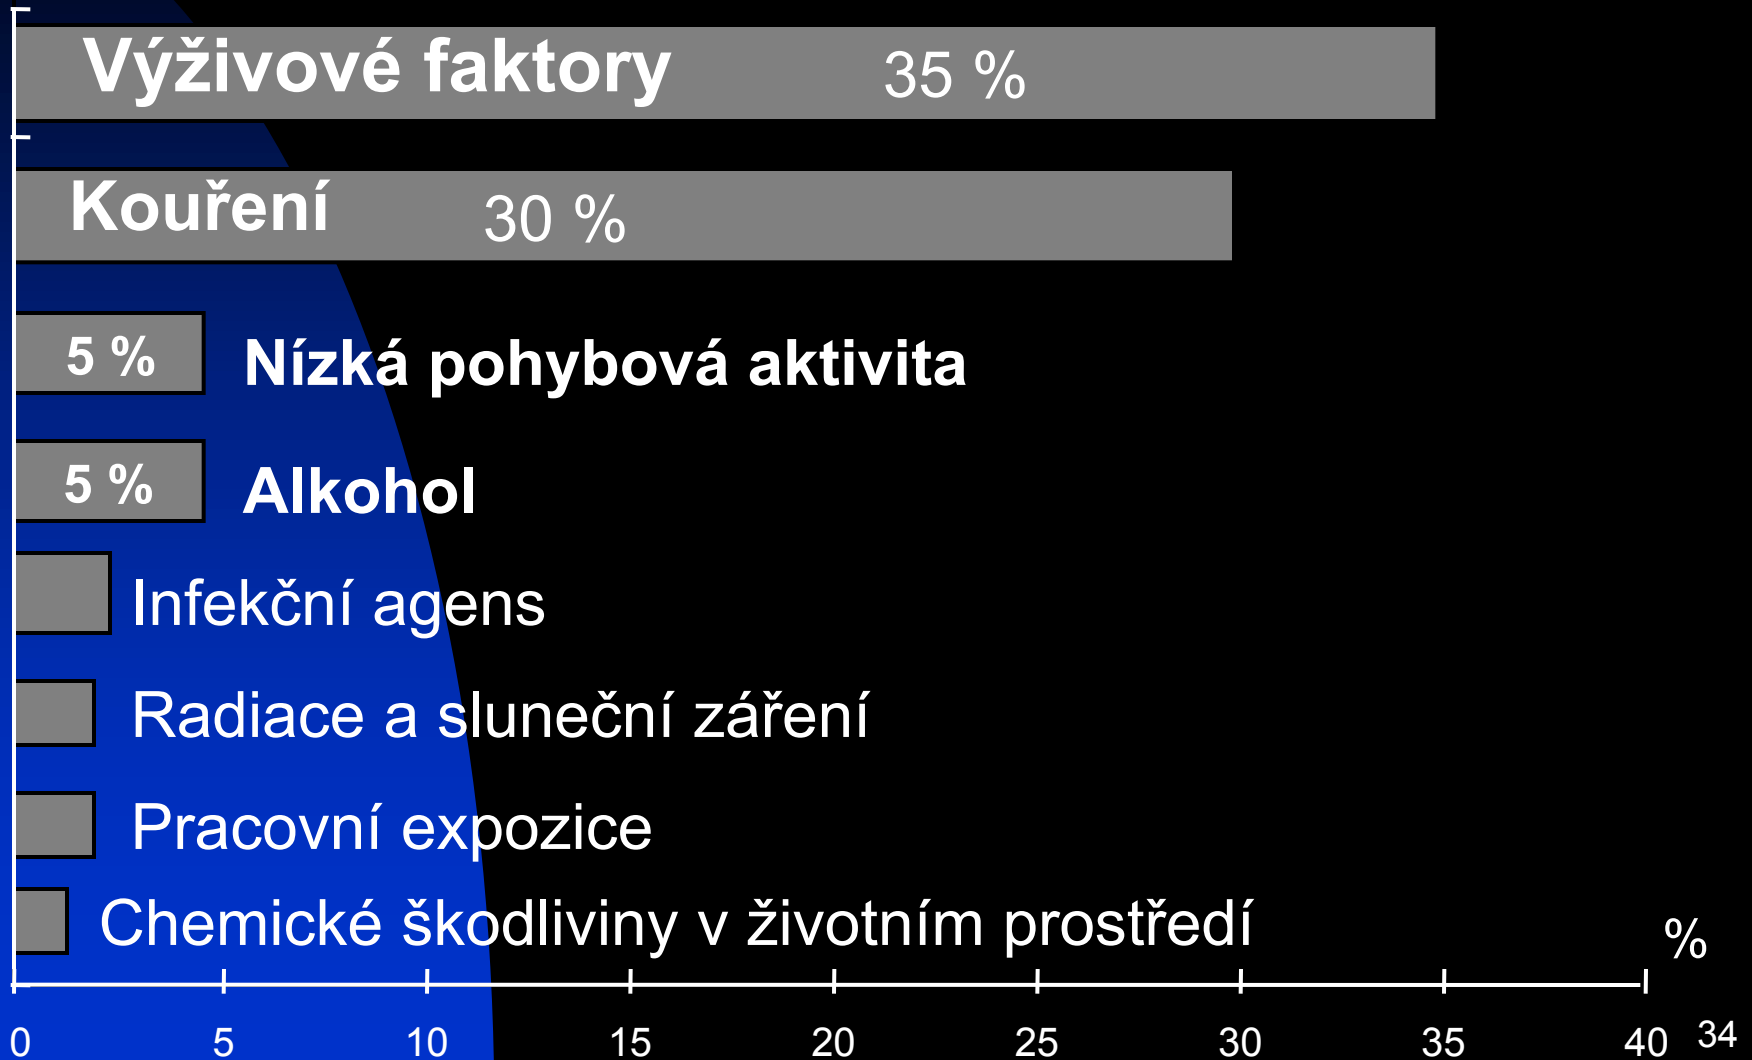 Výživové faktory 35 %
Kouření 30 %
5 % Nízká pohybová aktivita
5 % Alkohol
Infekční agens
Radiace a sluneční záření
Pracovní expozice
Chemické škodliviny v životním prostředí %
0 5 10 15 20 25 30 35 40 34